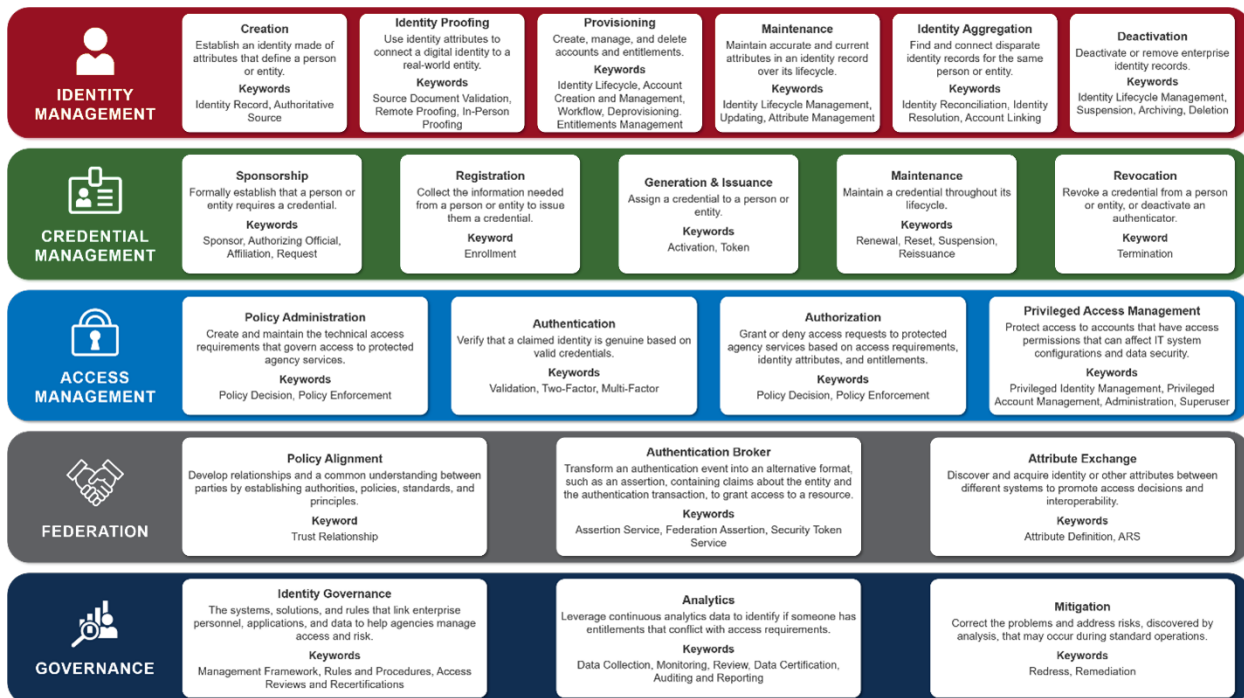 IDENTITY
MANAGEMENT
Creation
Establish an identity made of
attributes that define a person
or entity.
Keywords
Identity Record, Authoritative
Source
Identity Proofing
Use identity attributes to
connect a digital identity to a
real-world entity.
Keywords
Source Document Validation,
Remote Proofing, In-Person
Proofing
Provisioning
Create, manage, and delete
accounts and entitlements.
Keywords
Identity Lifecycle, Account
Creation and Management,
Workflow, Deprovisioning.
Entitlements Management
Maintenance
Maintain accurate and current
attributes in an identity record
over its lifecycle.
Keywords
Identity Lifecycle Management,
Updating, Attribute Management
Identity Aggregation
Find and connect disparate
identity records for the same
person or entity.
Keywords
Identity Reconciliation, Identity
Resolution, Account Linking
Deactivation
Deactivate or remove enterprise
identity records.
Keywords
Identity Lifecycle Management,
Suspension, Archiving, Deletion
CREDENTIAL
MANAGEMENT
Sponsorship
Formally establish that a person or
entity requires a credential.
Keywords
Sponsor, Authorizing Official,
Affiliation, Request
Registration
Collect the information needed
from a person or entity to issue
them a credential.
Keyword
Enrollment
Generation & Issuance
Assign a credential to a person or
entity.
Keywords
Activation, Token
Maintenance
Maintain a credential throughout its
lifecycle.
Keywords
Renewal, Reset, Suspension,
Reissuance
Revocation
Revoke a credential from a person
or entity, or deactivate an
authenticator.
Keyword
Termination
ACCESS
MANAGEMENT
Policy Administration
Create and maintain the technical access
requirements that govern access to protected
agency services.
Keywords
Policy Decision, Policy Enforcement
Authentication
Verify that a claimed identity is genuine based on
valid credentials.
Keywords
Validation, Two-Factor, Multi-Factor
Authorization
Grant or deny access requests to protected
agency services based on access requirements,
identity attributes, and entitlements.
Keywords
Policy Decision, Policy Enforcement
Privileged Access Management
Protect access to accounts that have access
permissions that can affect IT system
configurations and data security.
Keywords
Privileged Identity Management, Privileged
Account Management, Administration, Superuser
FEDERATION
Policy Alignment
Develop relationships and a common understanding between
parties by establishing authorities, policies, standards, and
principles.
Keyword
Trust Relationship
Authentication Broker
Transform an authentication event into an alternative format,
such as an assertion, containing claims about the entity and
the authentication transaction, to grant access to a resource.
Keywords
Assertion Service, Federation Assertion, Security Token
Service
Attribute Exchange
Discover and acquire identity or other attributes between
different systems to promote access decisions and
interoperability.
Keywords
Attribute Definition, ARS
GOVERNANCE
Identity Governance
The systems, solutions, and rules that link enterprise
personnel, applications, and data to help agencies manage
access and risk.
Keywords
Management Framework, Rules and Procedures, Access
Reviews and Recertifications
Analytics
Leverage continuous analytics data to identify if someone has
entitlements that conflict with access requirements.
Keywords
Data Collection, Monitoring, Review, Data Certification,
Auditing and Reporting
Mitigation
Correct the problems and address risks, discovered by
analysis, that may occur during standard operations.
Keywords
Redress, Remediation